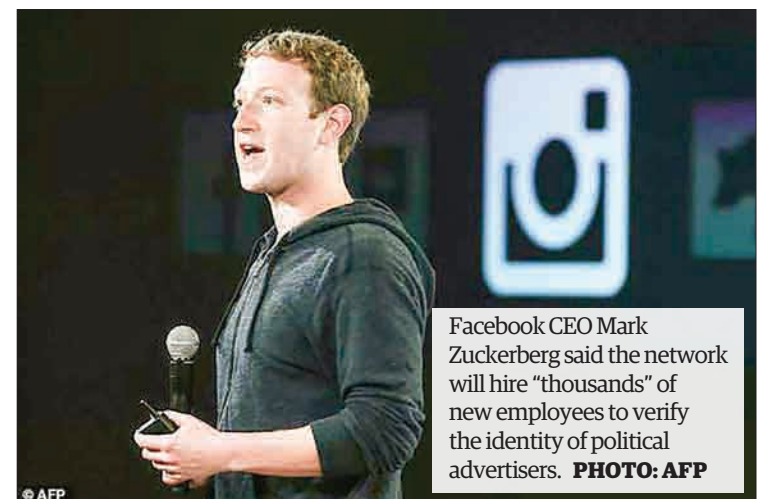 Facebook CEO Mark
Zuckerberg said the network
will hire “thousands” of
new employees to verify
the identity of political
advertisers. PHOTO: AFP
© AFP